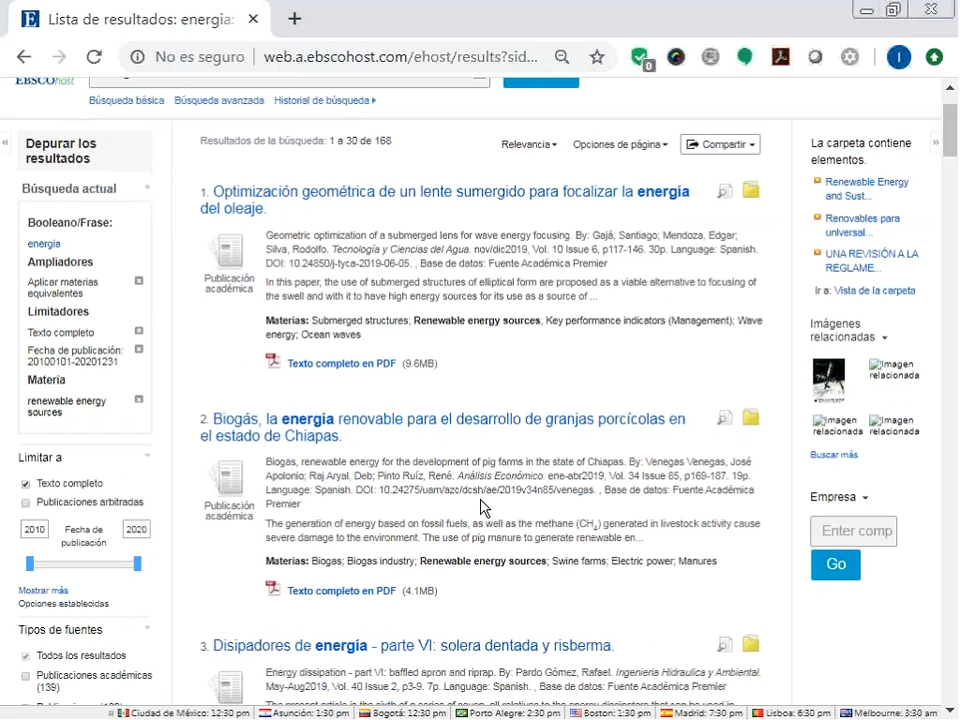 Lista de resultados: energia:
No es seguro
web.a.ebscohost.com/ehost/results?sid...
0
I
EBSCOhost
Búsqueda básica Búsqueda avanzada Historial de búsqueda
Depurar los
resultados
Búsqueda actual
Booleano/Frase:
energia
Ampliadores
Aplicar materias
equivalentes
Limitadores
Texto completo
Fecha de publicación:
20100101-20201231
Materia
renewable energy
sources
Limitar a
Texto completo
Publicaciones arbitradas
2010 Fecha de publicación 2020
Mostrar más
Opciones establecidas
Tipos de fuentes
Todos los resultados
Publicaciones académicas
(139)
Resultados de la búsqueda: 1 a 30 de 168
Relevancia Opciones de página Compartir
1. Optimización geométrica de un lente sumergido para focalizar la energía
del oleaje.
Publicación
académica
Geometric optimization of a submerged lens for wave energy focusing. By: Gajá, Santiago; Mendoza, Edgar;
Silva, Rodolfo. Tecnología y Ciencias del Agua. nov/dic2019, Vol. 10 Issue 6, p117-146. 30p. Language: Spanish.
DOI: 10.24850/j-tyca-2019-06-05. , Base de datos: Fuente Académica Premier
In this paper, the use of submerged structures of elliptical form are proposed as a viable alternative to focusing of
the swell and with it to have high energy sources for its use as a source of ...
Materias: Submerged structures; Renewable energy sources; Key performance indicators (Management); Wave
energy; Ocean waves
Texto completo en PDF (9.6MB)
2. Biogás, la energía renovable para el desarrollo de granjas porcícolas en
el estado de Chiapas.
Publicación
académica
Biogas, renewable energy for the development of pig farms in the state of Chiapas. By: Venegas Venegas, José
Apolonio; Raj Aryal, Deb; Pinto Ruíz, René. Análisis Económico. ene-abr2019, Vol. 34 Issue 85, p169-187. 19p.
Language: Spanish. DOI: 10.24275/uam/azc/dcsh/ae/2019v34n85/venegas. , Base de datos: Fuente Académica
Premier
The generation of energy based on fossil fuels, as well as the methane (CH4) generated in livestock activity cause
severe damage to the environment. The use of pig manure to generate renewable en...
Materias: Biogas; Biogas industry; Renewable energy sources; Swine farms; Electric power; Manures
Texto completo en PDF (4.1MB)
3. Disipadores de energía - parte VI: solera dentada y risberma.
Energy dissipation - part VI: baffled apron and riprap. By: Pardo Gómez, Rafael. Ingenieria Hidraulica y Ambiental.
May-Aug2019, Vol. 40 Issue 2, p3-9. 7p. Language: Spanish. , Base de datos: Fuente Académica Premier
La carpeta contiene
elementos.
Renewable Energy
and Sust...
Renovables para
universal...
UNA REVISIÓN A LA
REGLAME...
Ir a: Vista de la carpeta
Imágenes
relacionadas
Imagen
relacionada
Imagen
relacionada
Imagen
relacionada
Buscar más
Empresa
Enter comp
Go
Ciudad de México: 12:30 pm Asunción: 1:30 pm Bogotá: 12:30 pm Porto Alegre: 2:30 pm Boston: 1:30 pm Madrid: 7:30 pm Lisboa: 6:30 pm Melbourne: 3:30 am